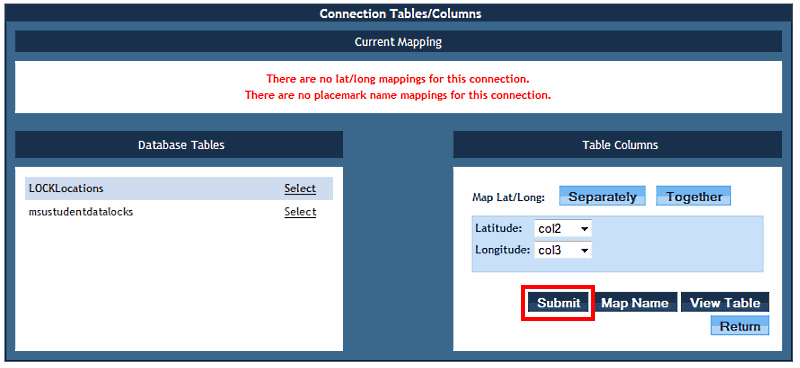 Connection Tables/Columns
Current Mapping
There are no lat/long mappings for this connection.
There are no placemark name mappings for this connection.
Database Tables
LOCKLocations Select
msustudentdatalocks Select
Table Columns
Map Lat/Long: Separately Together
Latitude: col2
Longitude: col3
Submit Map Name View Table
Return